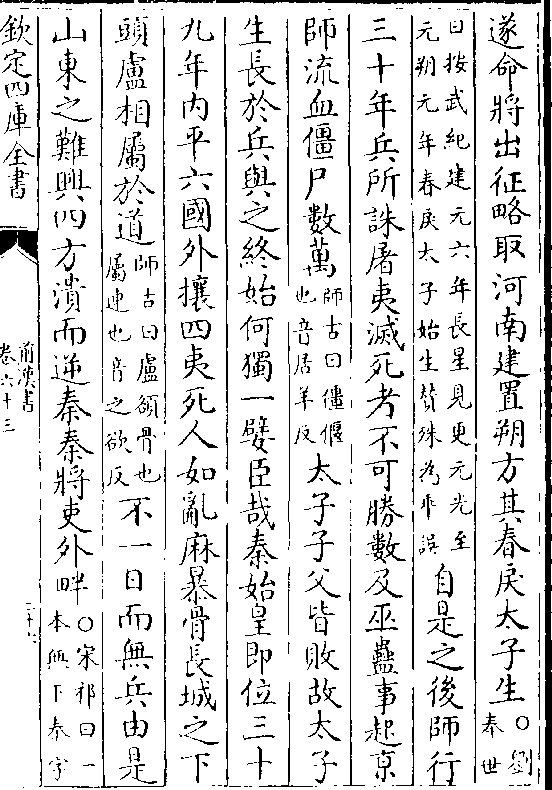 遂命將出征略取河南建置朔方其春戾太子生〇劉奉世
曰按武紀建元六年長星見更元光至元朔元年春戾太子始生贊殊為乖誤自是之後師行
三十年兵所誅屠夷滅死者不可勝數及巫蠱事起京
師流血僵尸數萬師古曰僵偃也音居羊反太子子父皆敗故太子
生長於兵與之終始何獨一嬖臣哉秦始皇即位三十
九年内平六國外攘四夷死人如亂麻暴骨長城之下
頭盧相屬於道師古曰盧頟骨也屬連也音之欲反不一日而無兵由是
山東之難興四方潰而逆秦秦將吏外畔〇宋祁曰一本無下秦字
欽定四庫全書
前漢書
卷六十三